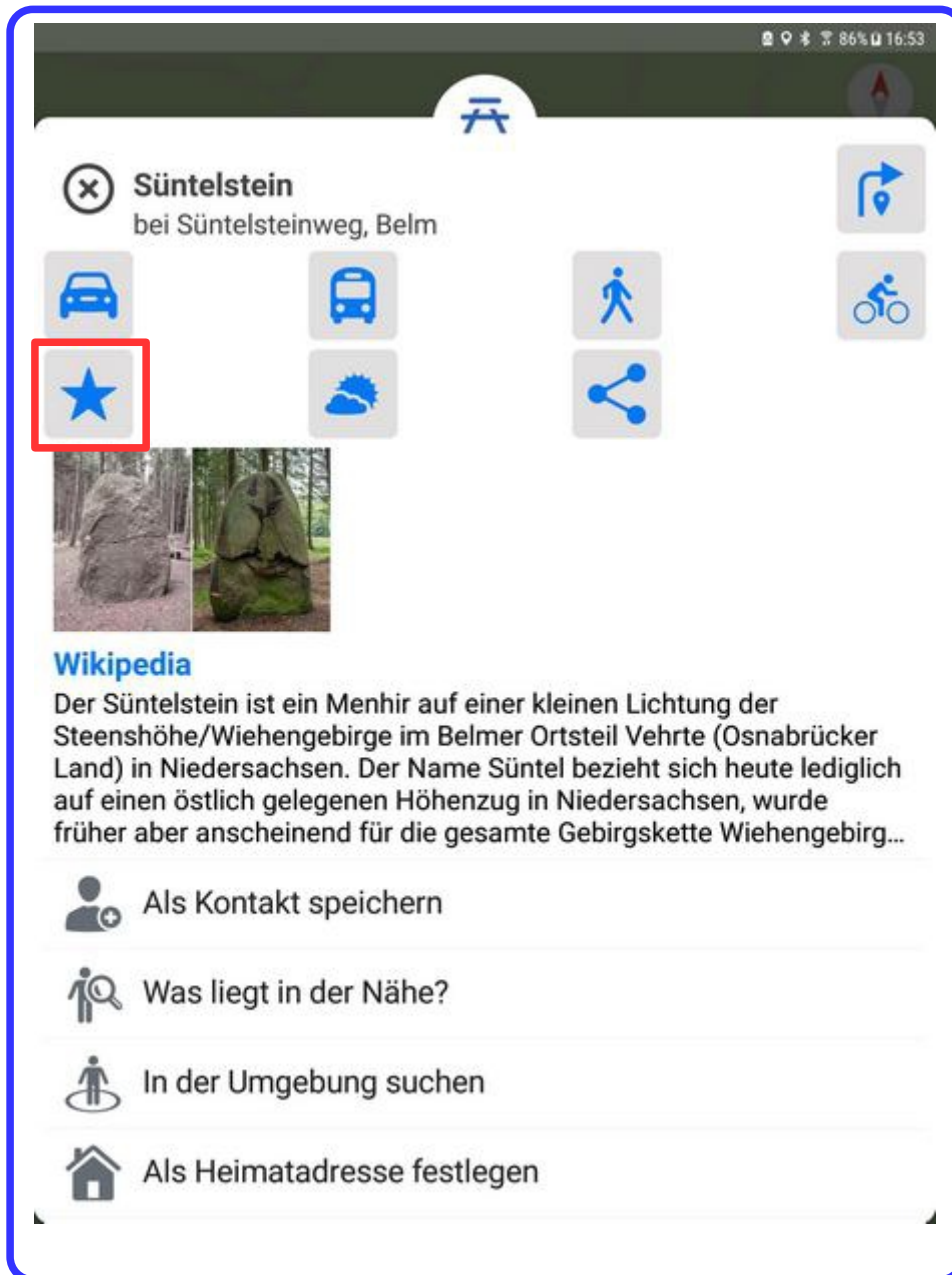 86% 16:53
Süntelstein
bei Süntelsteinweg, Belm
Wikipedia
Der Süntelstein ist ein Menhir auf einer kleinen Lichtung der
Steenshöhe/Wiehengebirge im Belmer Ortsteil Vehrte (Osnabrücker
Land) in Niedersachsen. Der Name Süntel bezieht sich heute lediglich
auf einen östlich gelegenen Höhenzug in Niedersachsen, wurde
früher aber anscheinend für die gesamte Gebirgskette Wiehengebirg...
Als Kontakt speichern
Was liegt in der Nähe?
In der Umgebung suchen
Als Heimatadresse festlegen